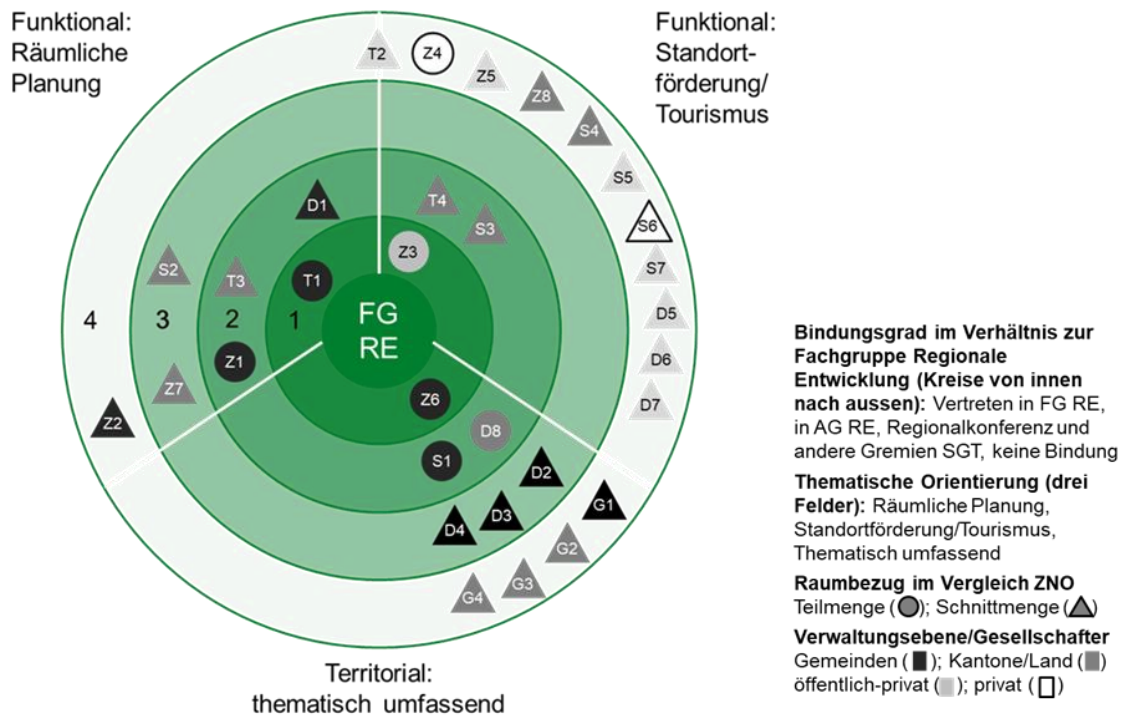 Funktional:
Räumliche
Planung
Funktional:
Standort-
förderung/
Tourismus
T2
Z4
Z5
Z8
S4
S5
S6
S7
D5
D6
D7
D1
T4
S3
Z3
S2
T3
T1
4
3
2
1
FG
RE
Z1
Z7
Z2
Z6
D8
S1
D2
D3
D4
G1
G2
G3
G4
Territorial:
thematisch umfassend
Bindungsgrad im Verhältnis zur
Fachgruppe Regionale
Entwicklung (Kreise von innen
nach aussen): Vertreten in FG RE,
in AG RE, Regionalkonferenz und
andere Gremien SGT, keine Bindung
Thematische Orientierung (drei
Felder): Räumliche Planung,
Standortförderung/Tourismus,
Thematisch umfassend
Raumbezug im Vergleich ZNO
Teilmenge (); Schnittmenge ()
Verwaltungsebene/Gesellschafter
Gemeinden (); Kantone/Land ()
öffentlich-privat (); privat ()